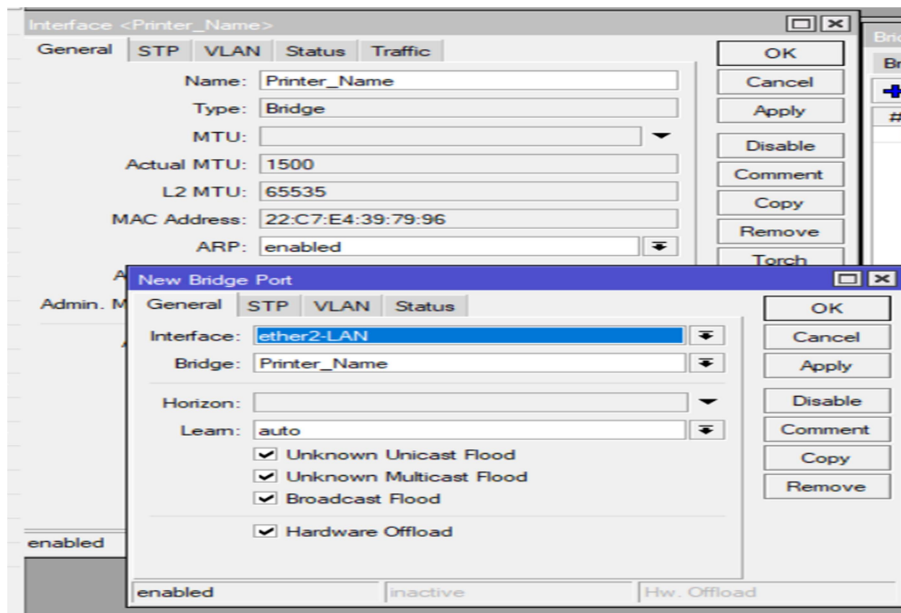 Interface <Printer_Name>
General STP VLAN Status Traffic
Name: Printer_Name
Type: Bridge
MTU:
Actual MTU: 1500
L2 MTU: 65535
MAC Address: 22:C7:E4:39:79:96
ARP: enabled
Admin. M
enabled
OK
Cancel
Apply
Disable
Comment
Copy
Remove
Torch
#
New Bridge Port
General STP VLAN Status
Interface: ether2-LAN
Bridge: Printer_Name
Horizon:
Learn: auto
Unknown Unicast Flood
Unknown Multicast Flood
Broadcast Flood
Hardware Offload
OK
Cancel
Apply
Disable
Comment
Copy
Remove
enabled inactive Hw. Offload